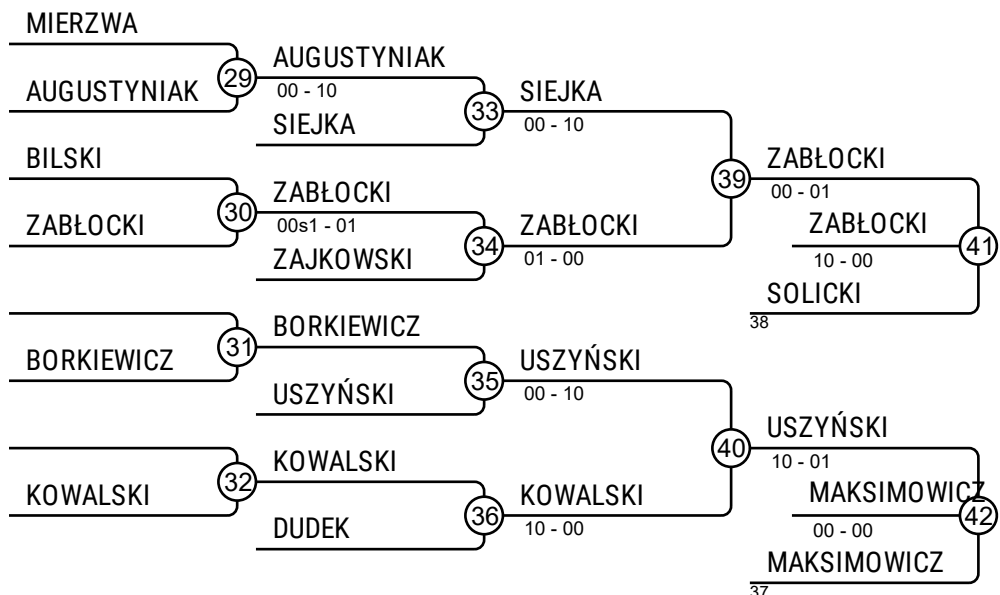 MIERZWA
AUGUSTYNIAK
29
AUGUSTYNIAK
00 - 10
SIEJKA
33
SIEJKA
00 - 10
BILSKI
ZABŁOCKI
30
ZABŁOCKI
00s1 - 01
ZAJKOWSKI
34
ZABŁOCKI
01 - 00
39
ZABŁOCKI
00 - 01
ZABŁOCKI
10 - 00
41
SOLICKI
38
BORKIEWICZ
31
BORKIEWICZ
USZYŃSKI
35
USZYŃSKI
00 - 10
KOWALSKI
32
KOWALSKI
DUDEK
36
KOWALSKI
10 - 00
40
USZYŃSKI
10 - 01
MAKSIMOWICZ
00 - 00
42
MAKSIMOWICZ
37